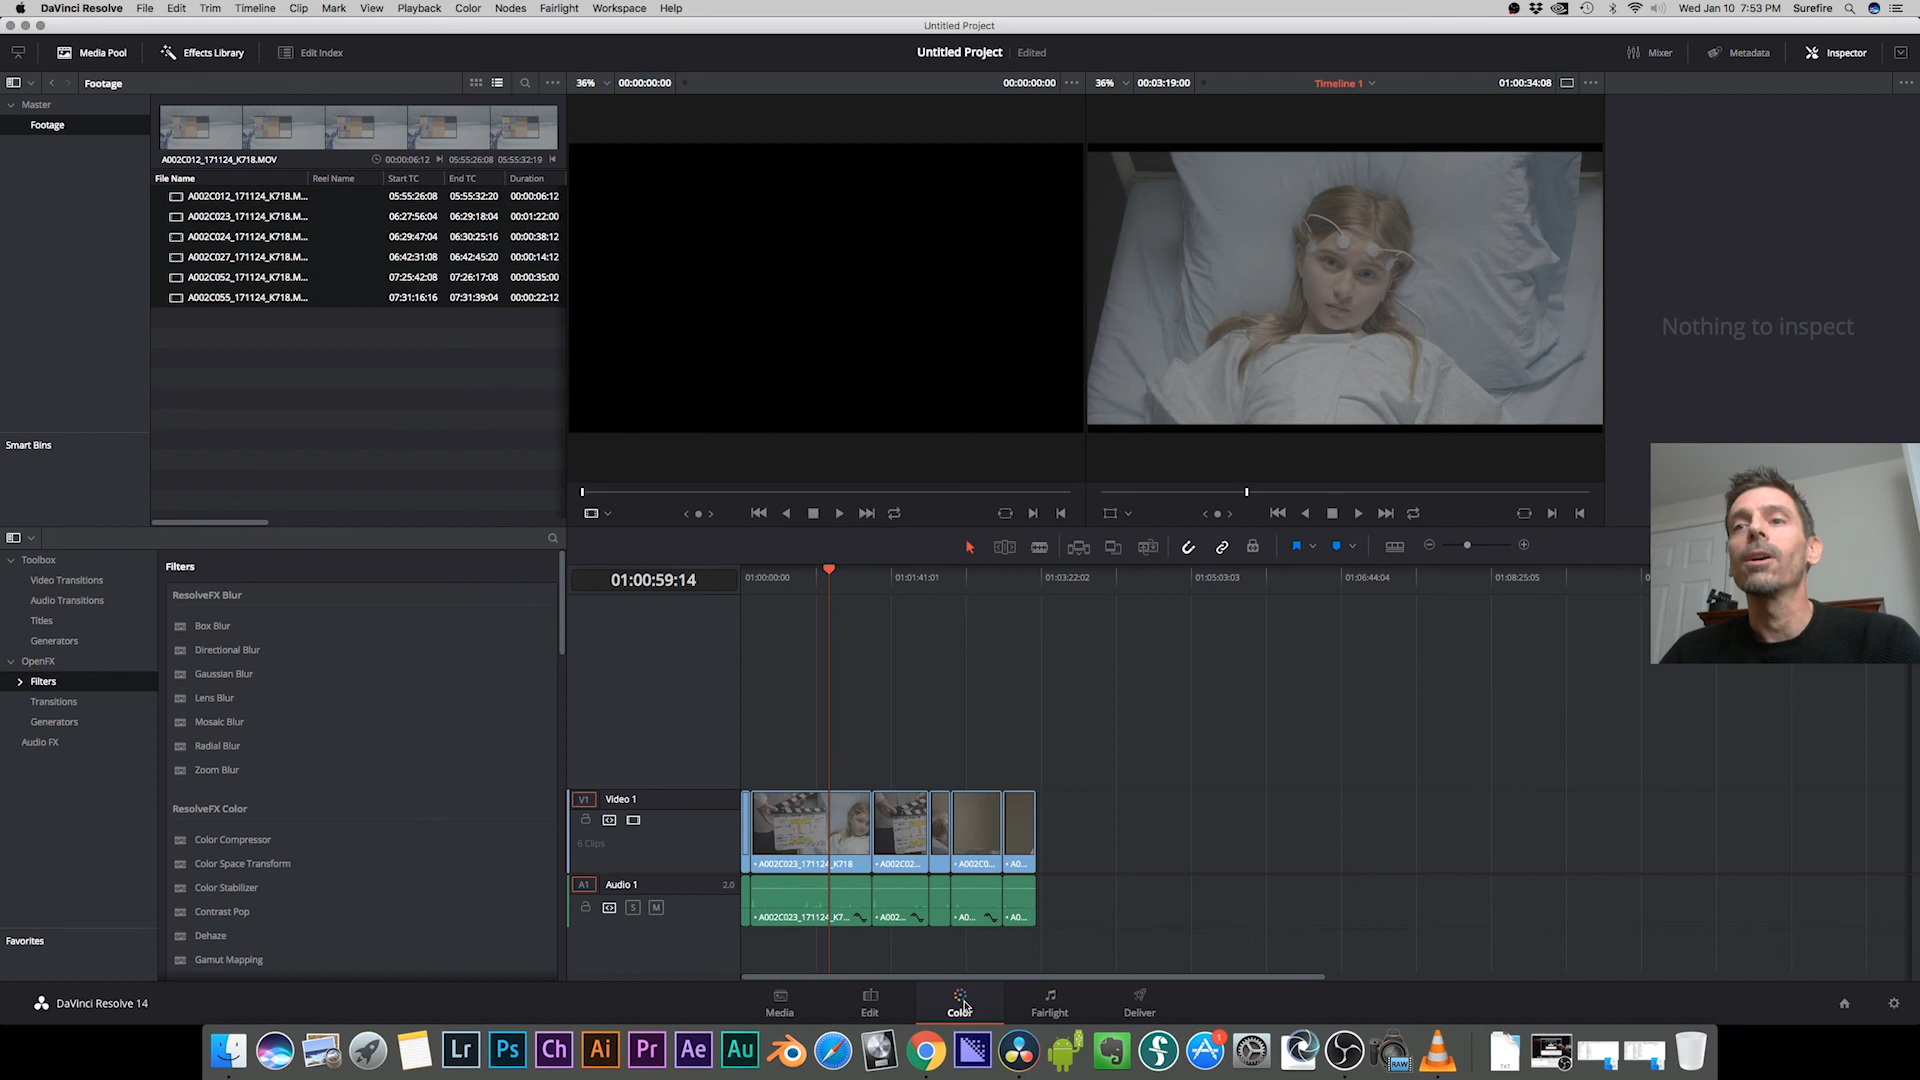 DaVinci Resolve File Edit Trim Timeline Clip Mark View Playback Color Nodes Fairlight Workspace Help
Wed Jan 10 7:53 PM Surefire
Untitled Project
Media Pool Effects Library Edit Index
Untitled Project Edited
Mixer Metadata Inspector
Footage
36% 00:00:00:00 00:00:00:00
36% 00:03:19:00 Timeline 1 01:00:34:08
Master
Footage
A002C012_171124_K718.MOV 00:00:06:12 05:55:26:08 05:55:32:19
File Name Reel Name Start TC End TC Duration
A002C012_171124_K718.M... 05:55:26:08 05:55:32:20 00:00:06:12
A002C023_171124_K718.M... 06:27:56:04 06:29:18:04 00:01:22:00
A002C024_171124_K718.M... 06:29:47:04 06:30:25:16 00:00:38:12
A002C027_171124_K718.M... 06:42:31:08 06:42:45:20 00:00:14:12
A002C052_171124_K718.M... 07:25:42:08 07:26:17:08 00:00:35:00
A002C055_171124_K718.M... 07:31:16:16 07:31:39:04 00:00:22:12
Nothing to inspect
Smart Bins
Toolbox
Video Transitions
Audio Transitions
Titles
Generators
OpenFX
Filters
Transitions
Generators
Audio FX
Favorites
Filters
ResolveFX Blur
Box Blur
Directional Blur
Gaussian Blur
Lens Blur
Mosaic Blur
Radial Blur
Zoom Blur
ResolveFX Color
Color Compressor
Color Space Transform
Color Stabilizer
Contrast Pop
Dehaze
Gamut Mapping
01:00:59:14
01:00:00:00 01:01:41:01 01:03:22:02 01:05:03:03 01:06:44:04 01:08:25:05
V1 Video 1
6 Clips
A002C023_171124_K718 A002C02... A002C0... A0...
A1 Audio 1 2.0
S M
A002C023_171124_K7... A002... A0... A0...
DaVinci Resolve 14
Media Edit Color Fairlight Deliver
Lr Ps Ch Ai Pr Ae Au
1
RAW
TXT